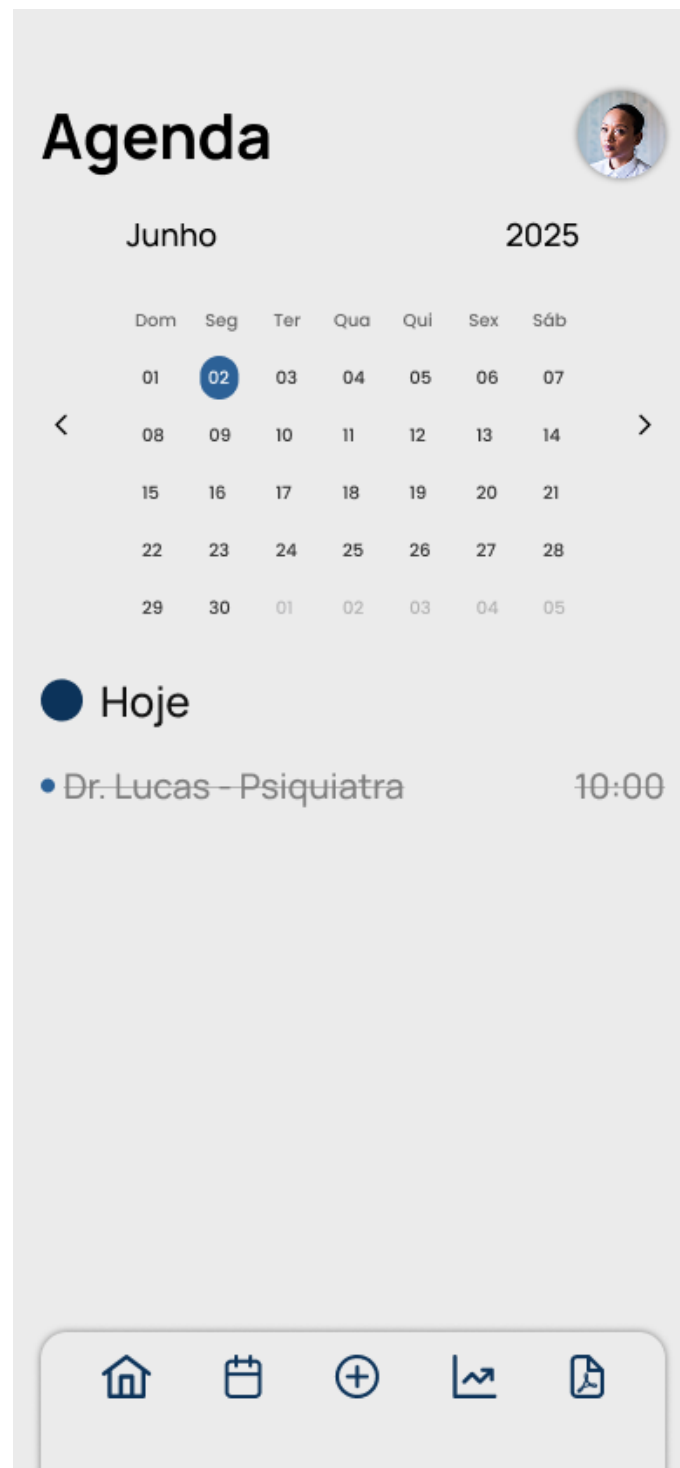 Agenda
Junho 2025
Dom Seg Ter Qua Qui Sex Sáb
01 02 03 04 05 06 07
08 09 10 11 12 13 14
15 16 17 18 19 20 21
22 23 24 25 26 27 28
29 30 01 02 03 04 05
Hoje
Dr. Lucas - Psiquiatra 10:00